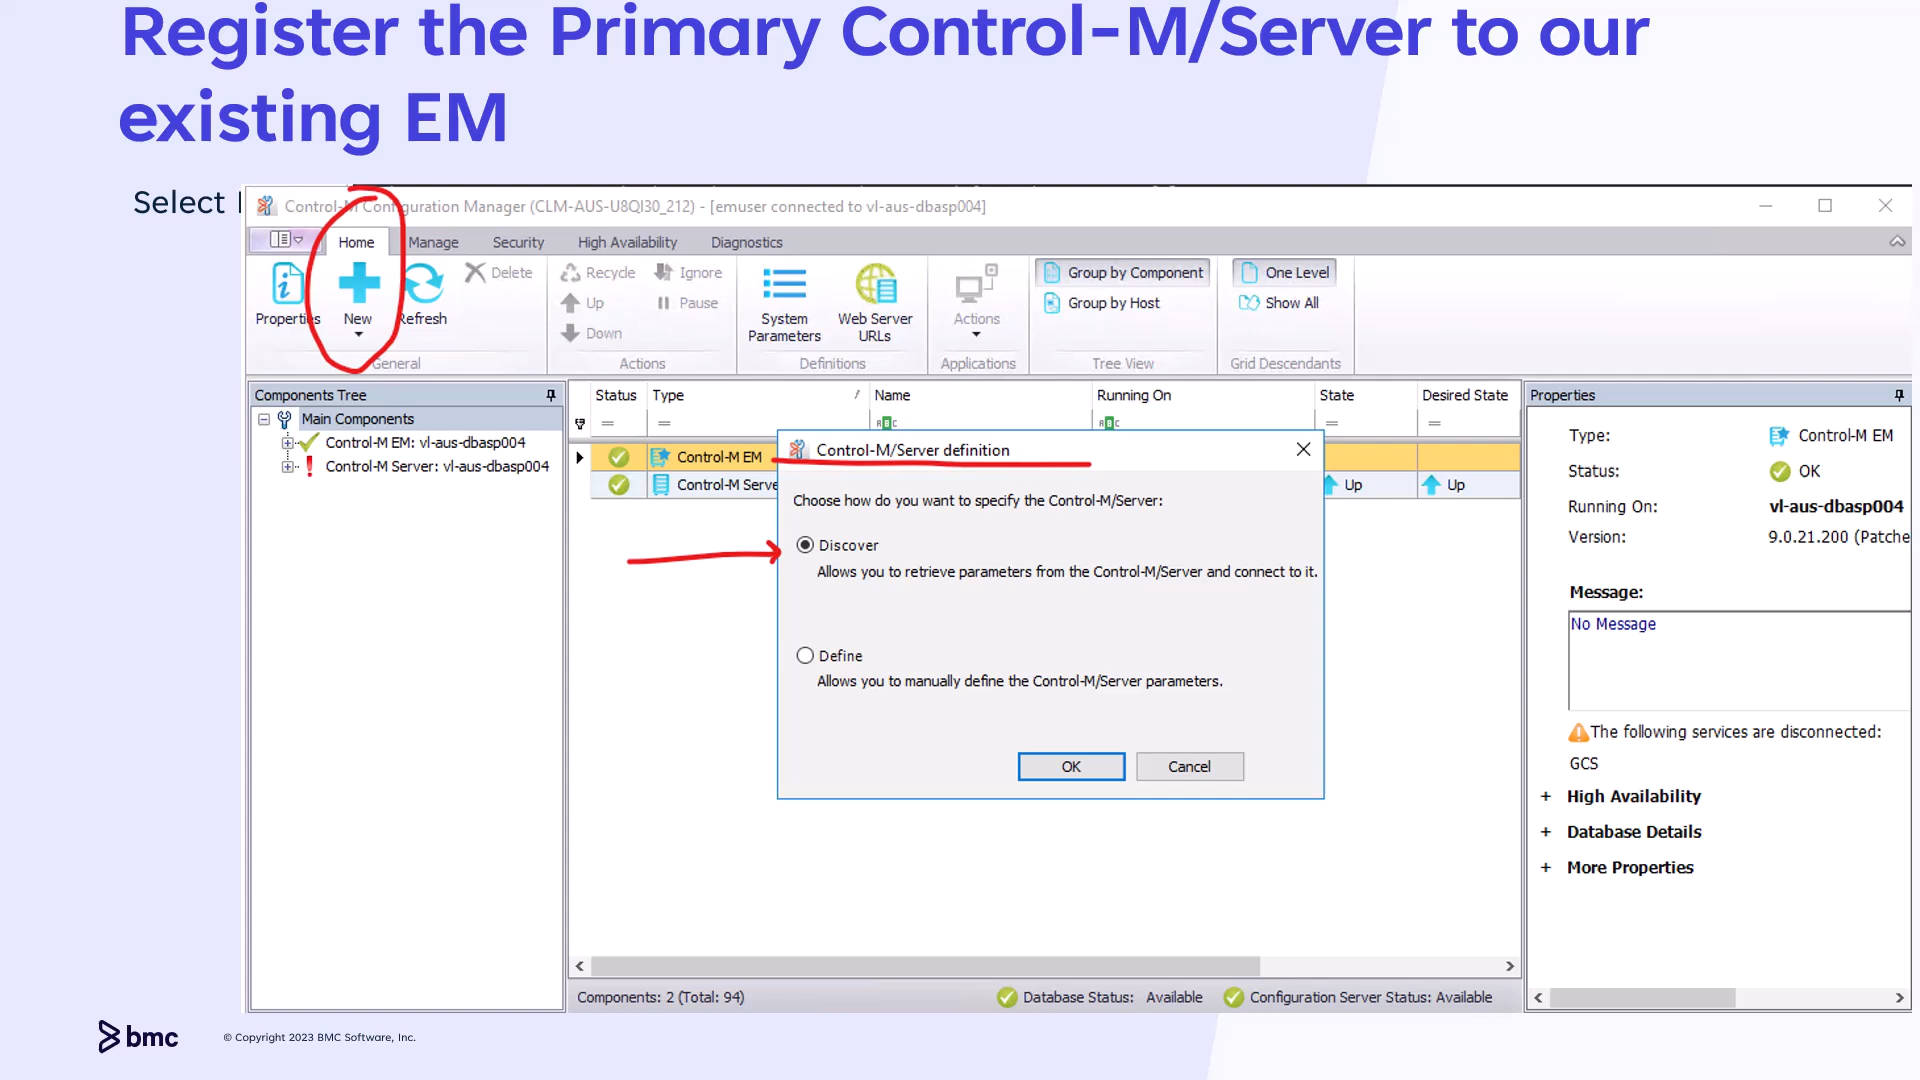 Register the Primary Control-M/Server to our
existing EM
Select
Control-M Configuration Manager (CLM-AUS-U8QI30_212) - [emuser connected to vl-aus-dbasp004]
Home Manage Security High Availability Diagnostics
Properties New Refresh Delete
General
Recycle Ignore
Up Pause
Down
Actions
System Parameters
Web Server URLs
Definitions
Actions
Applications
Group by Component
Group by Host
Tree View
One Level
Show All
Grid Descendants
Components Tree
Main Components
Control-M EM: vl-aus-dbasp004
Control-M Server: vl-aus-dbasp004
Status Type Name Running On State Desired State
Control-M EM
Control-M Serve Up Up
Control-M/Server definition
Choose how do you want to specify the Control-M/Server:
Discover
Allows you to retrieve parameters from the Control-M/Server and connect to it.
Define
Allows you to manually define the Control-M/Server parameters.
OK Cancel
Properties
Type: Control-M EM
Status: OK
Running On: vl-aus-dbasp004
Version: 9.0.21.200 (Patche
Message:
No Message
The following services are disconnected:
GCS
+ High Availability
+ Database Details
+ More Properties
Components: 2 (Total: 94) Database Status: Available Configuration Server Status: Available
bmc
© Copyright 2023 BMC Software, Inc.